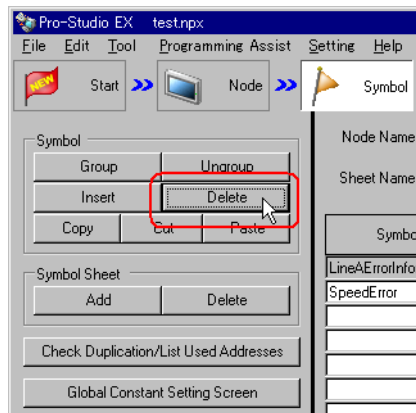 Pro-Studio EX test.npx
File Edit Tool Programming Assist Setting Help
NEW Start Node Symbol
Symbol
Group Ungroup
Insert Delete
Copy Cut Paste
Symbol Sheet
Add Delete
Check Duplication/List Used Addresses
Global Constant Setting Screen
Node Name
Sheet Name
Symbo
LineAErrorInfo
SpeedError